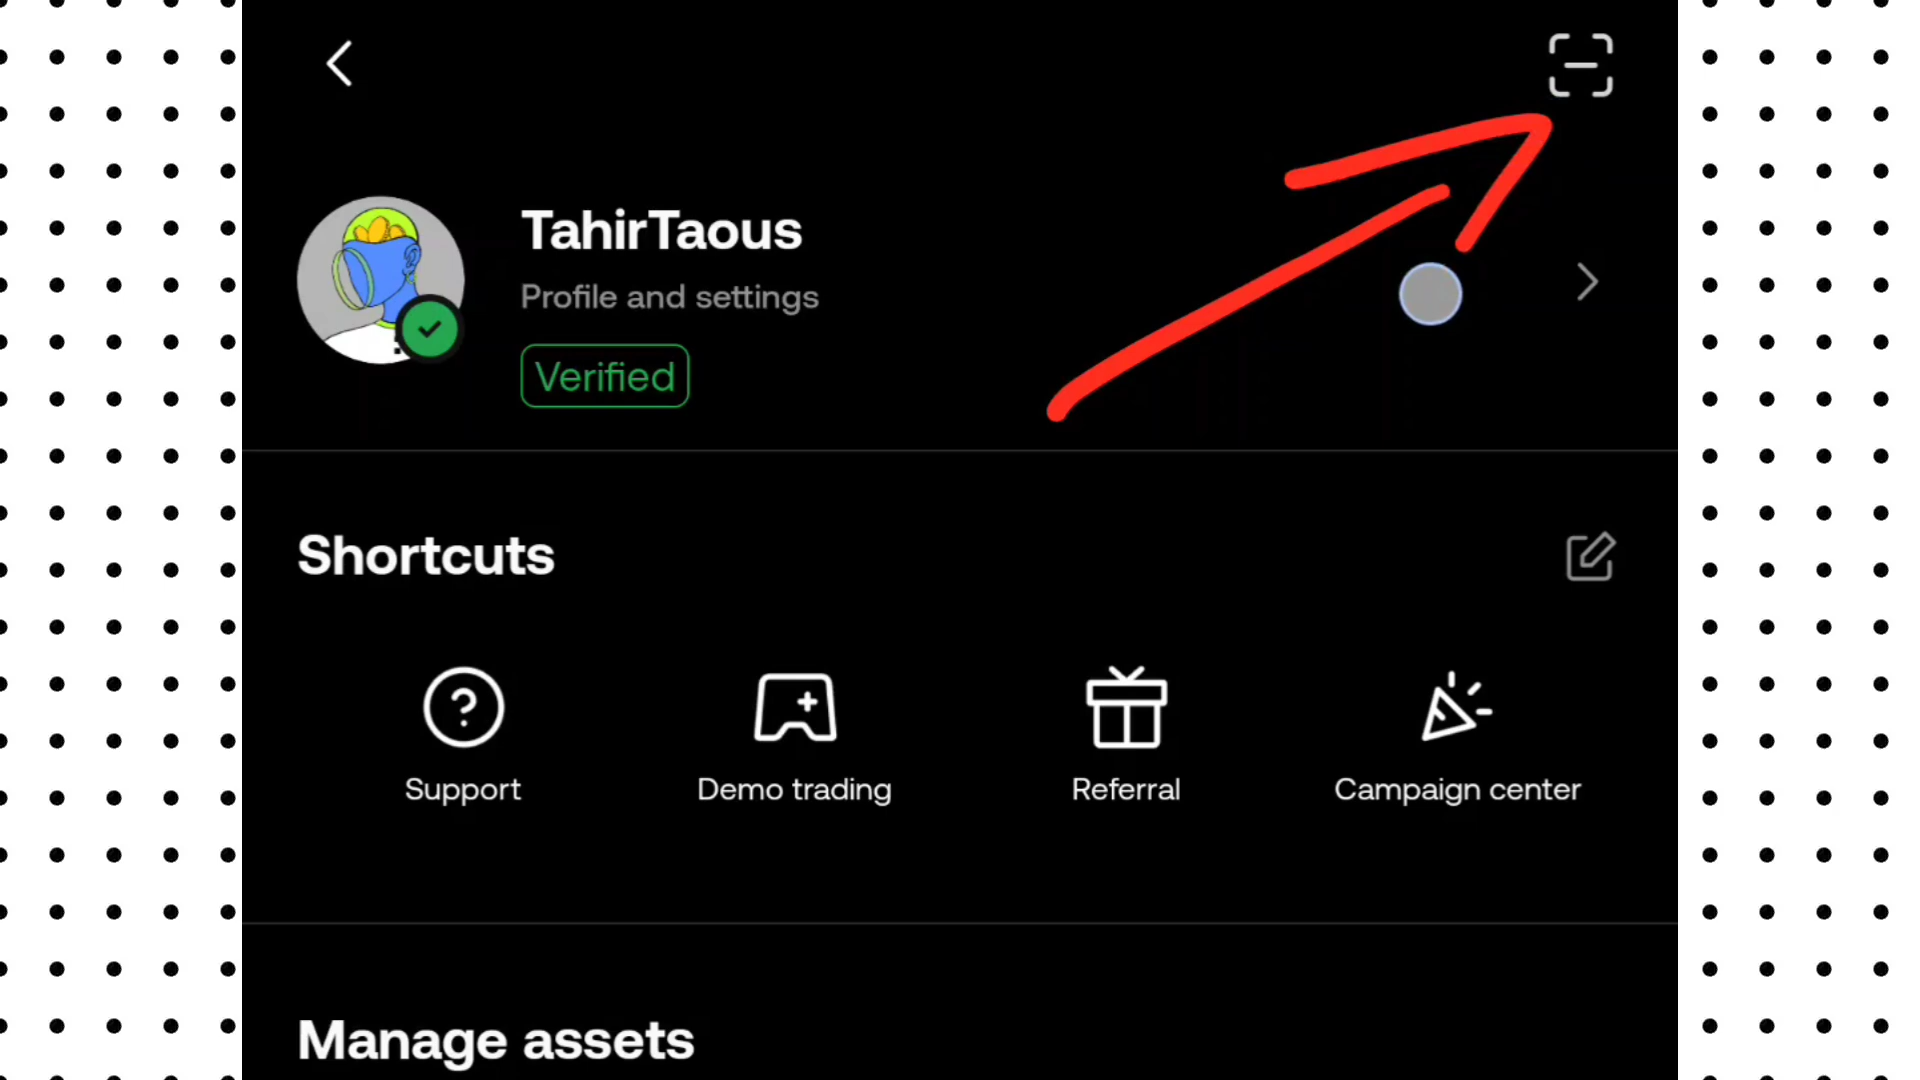 TahirTaous
Profile and settings
Verified
Shortcuts
Support
Demo trading
Referral
Campaign center
Manage assets